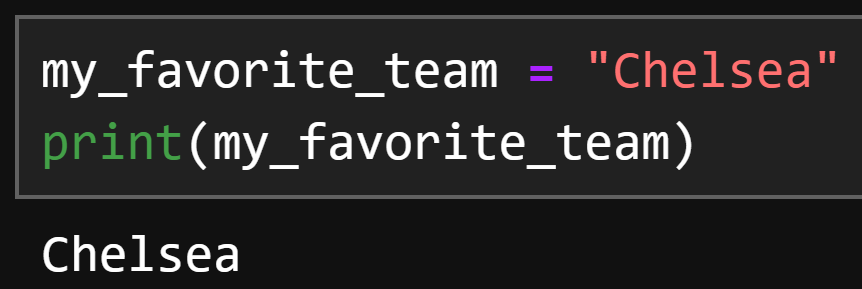 my_favorite_team = "Chelsea"
print(my_favorite_team)
Chelsea